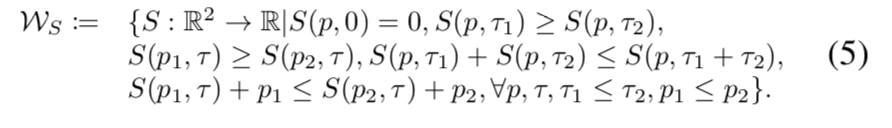 𝒲_S ≔ {S : ℝ² → ℝ|S(p, 0) = 0, S(p, τ₁) ≥ S(p, τ₂),
S(p₁, τ) ≥ S(p₂, τ), S(p, τ₁) + S(p, τ₂) ≤ S(p, τ₁ + τ₂), (5)
S(p₁, τ) + p₁ ≤ S(p₂, τ) + p₂, ∀p, τ, τ₁ ≤ τ₂, p₁ ≤ p₂}.